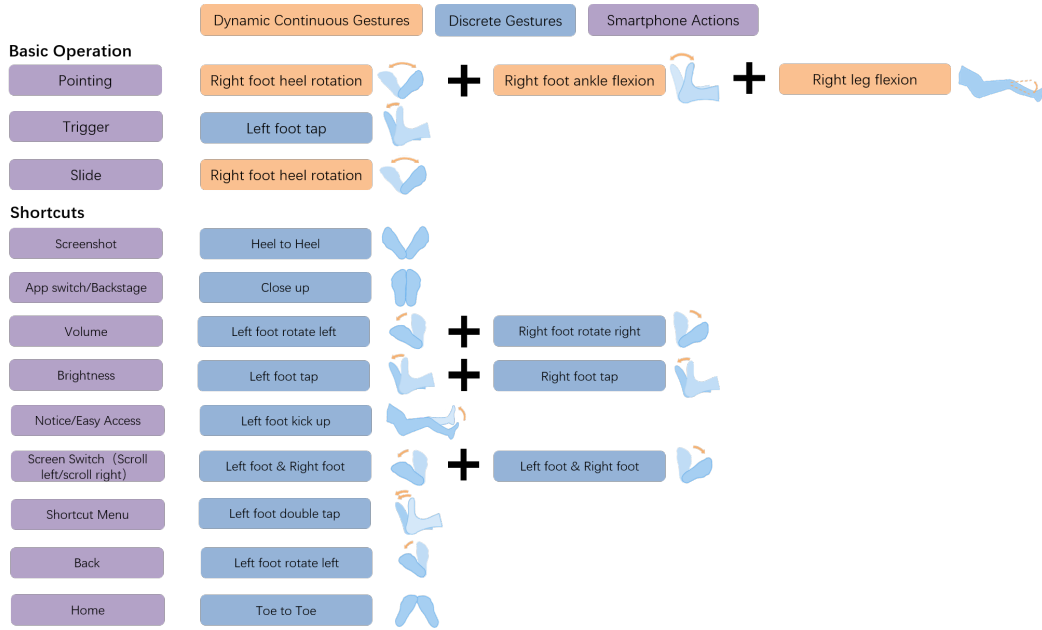 Dynamic Continuous Gestures Discrete Gestures Smartphone Actions
Basic Operation
Pointing Right foot heel rotation + Right foot ankle flexion + Right leg flexion
Trigger Left foot tap
Slide Right foot heel rotation
Shortcuts
Screenshot Heel to Heel
App switch/Backstage Close up
Volume Left foot rotate left + Right foot rotate right
Brightness Left foot tap + Right foot tap
Notice/Easy Access Left foot kick up
Screen Switch（Scroll
left/scroll right） Left foot & Right foot + Left foot & Right foot
Shortcut Menu Left foot double tap
Back Left foot rotate left
Home Toe to Toe